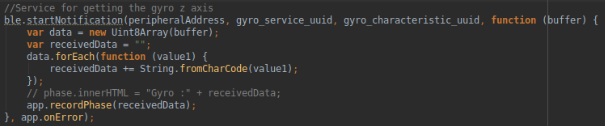 //Service for getting the gyro z axis
ble.startNotification(peripheralAddress, gyro_service_uuid, gyro_characteristic_uuid, function (buffer) {
    var data = new Uint8Array(buffer);
    var receivedData = "";
    data.forEach(function (value1) {
        receivedData += String.fromCharCode(value1);
    });
    // phase.innerHTML = "Gyro :" + receivedData;
    app.recordPhase(receivedData);
}, app.onError);